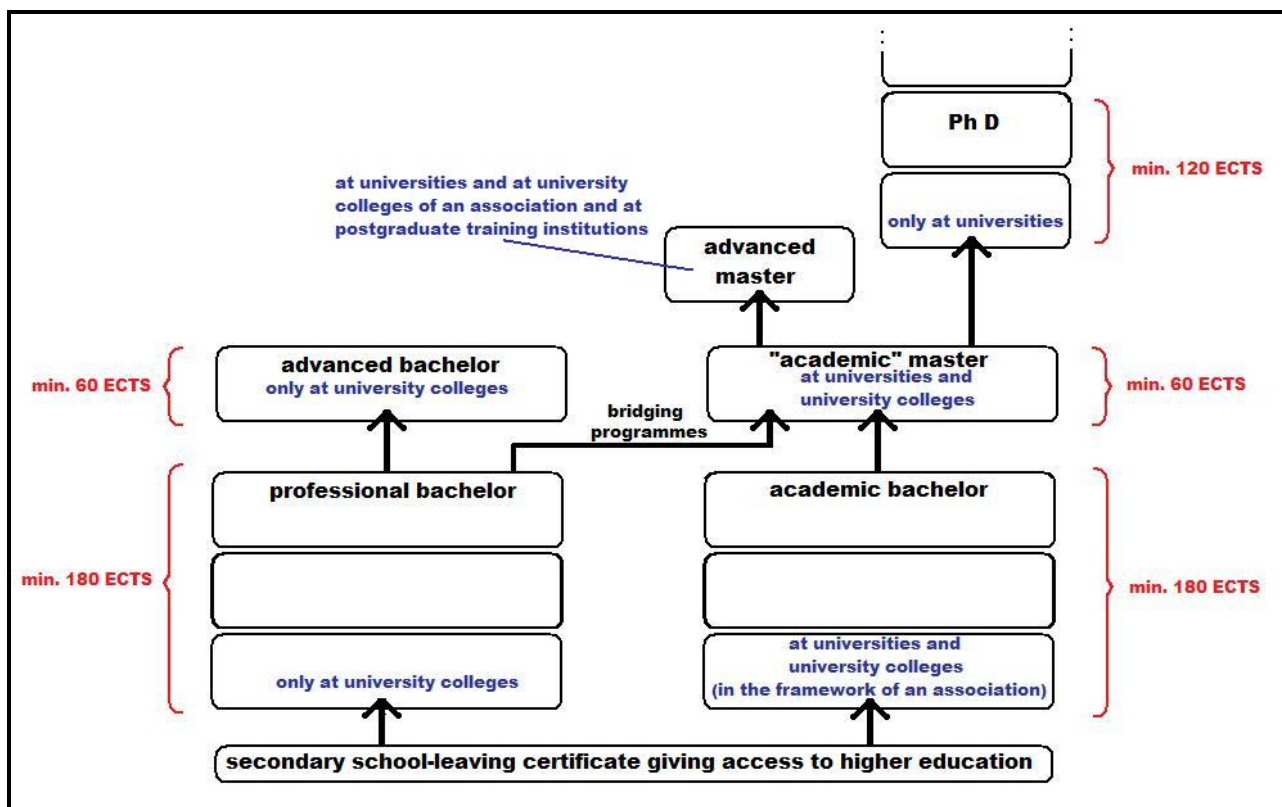 Ph D
min. 120 ECTS
only at universities
at universities and at university
colleges of an association and at
postgraduate training institutions
advanced
master
min. 60 ECTS
advanced bachelor
only at university colleges
"academic" master
at universities and
university colleges
min. 60 ECTS
bridging
programmes
professional bachelor
academic bachelor
min. 180 ECTS
min. 180 ECTS
only at university colleges
at universities and
university colleges
(in the framework of an association)
secondary school-leaving certificate giving access to higher education